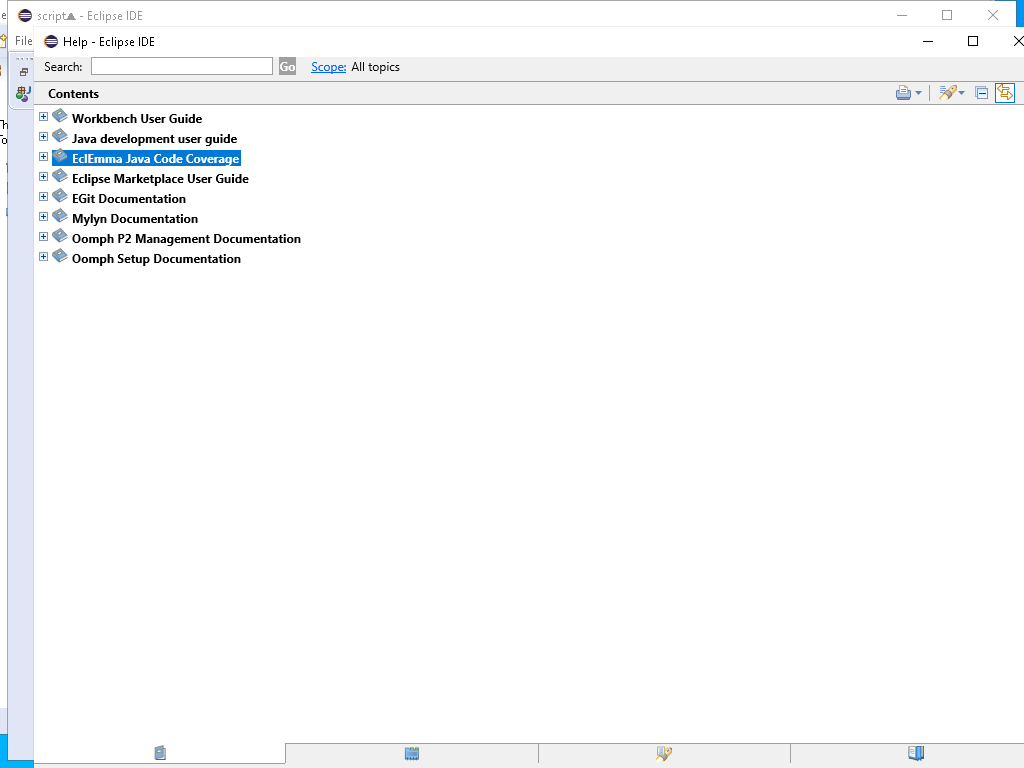 script - Eclipse IDE
File
Help - Eclipse IDE
Search:
Go
Scope: All topics
Contents
Workbench User Guide
Java development user guide
EclEmma Java Code Coverage
Eclipse Marketplace User Guide
EGit Documentation
Mylyn Documentation
Oomph P2 Management Documentation
Oomph Setup Documentation